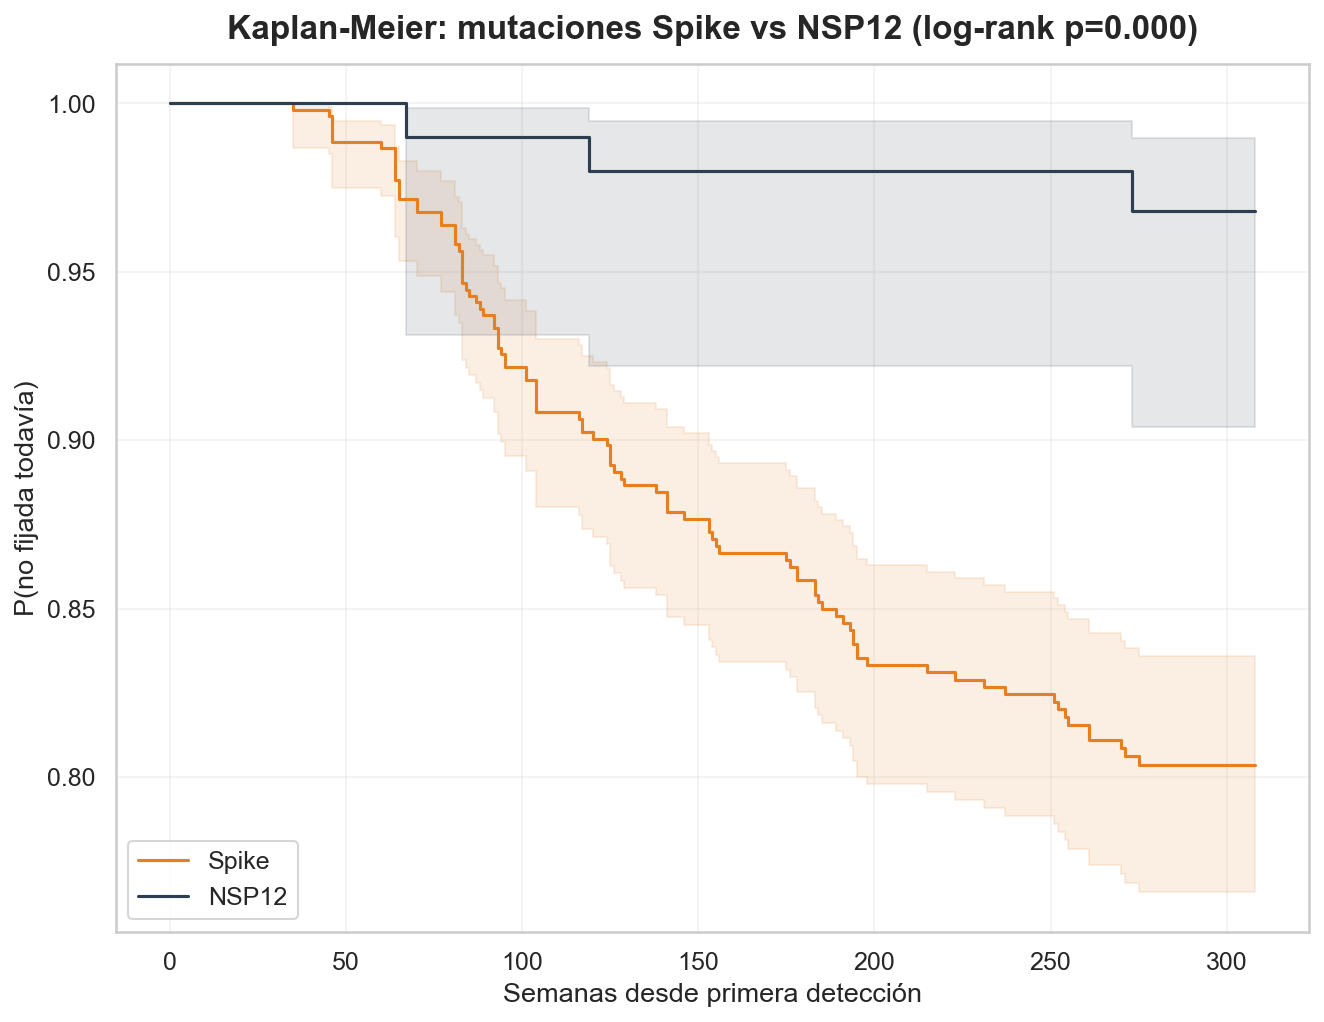 Kaplan-Meier: mutaciones Spike vs NSP12 (log-rank p=0.000)
P(no fijada todavía)
1.00
0.95
0.90
0.85
0.80
Spike
NSP12
0 50 100 150 200 250 300
Semanas desde primera detección